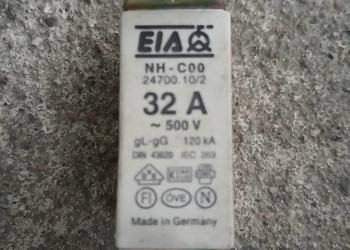 EIA
NH-C00
24700.10/2
32 A
~ 500 V
gL-gG 120 kA
DIN 43620 IEC 269
FI ÖVE N
Made in Germany